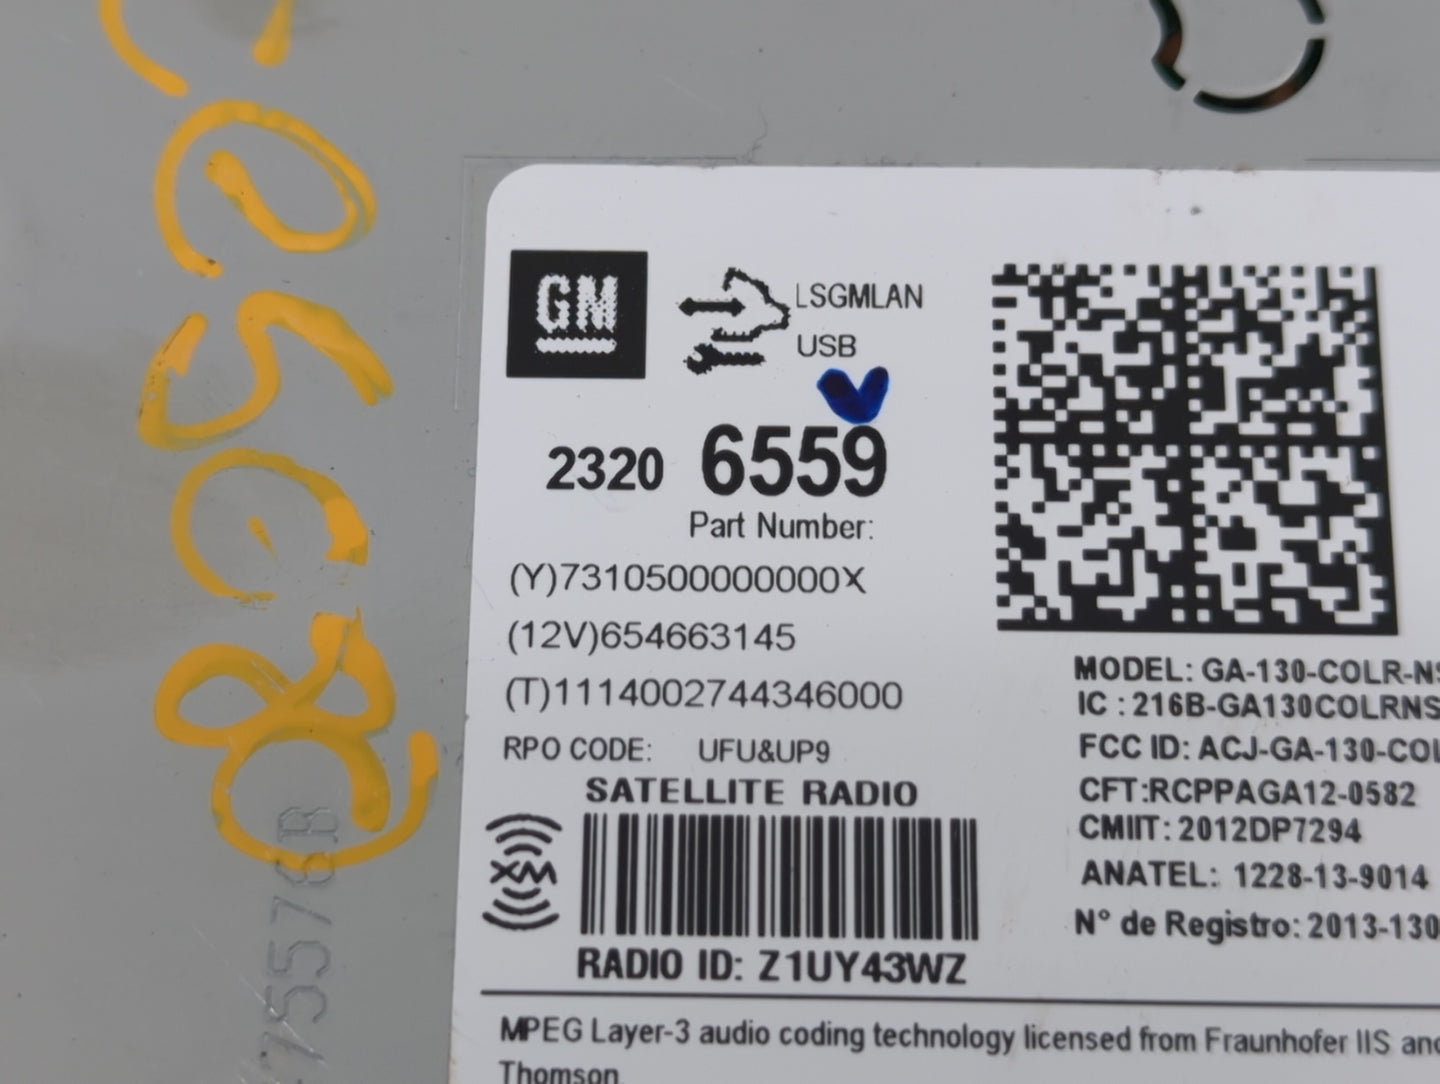 GM
LSGMLAN
USB
2320 6559
Part Number:
(Y)7310500000000X
(12V)654663145
(T)1114002744346000
RPO CODE: UFU&UP9
SATELLITE RADIO
XM
RADIO ID: Z1UY43WZ
MODEL: GA-130-COLR-NS
IC : 216B-GA130COLRNS
FCC ID: ACJ-GA-130-COL
CFT:RCPPAGA12-0582
CMIIT: 2012DP7294
ANATEL: 1228-13-9014
N° de Registro: 2013-130
MPEG Layer-3 audio coding technology licensed from Fraunhofer IIS and
Thomson